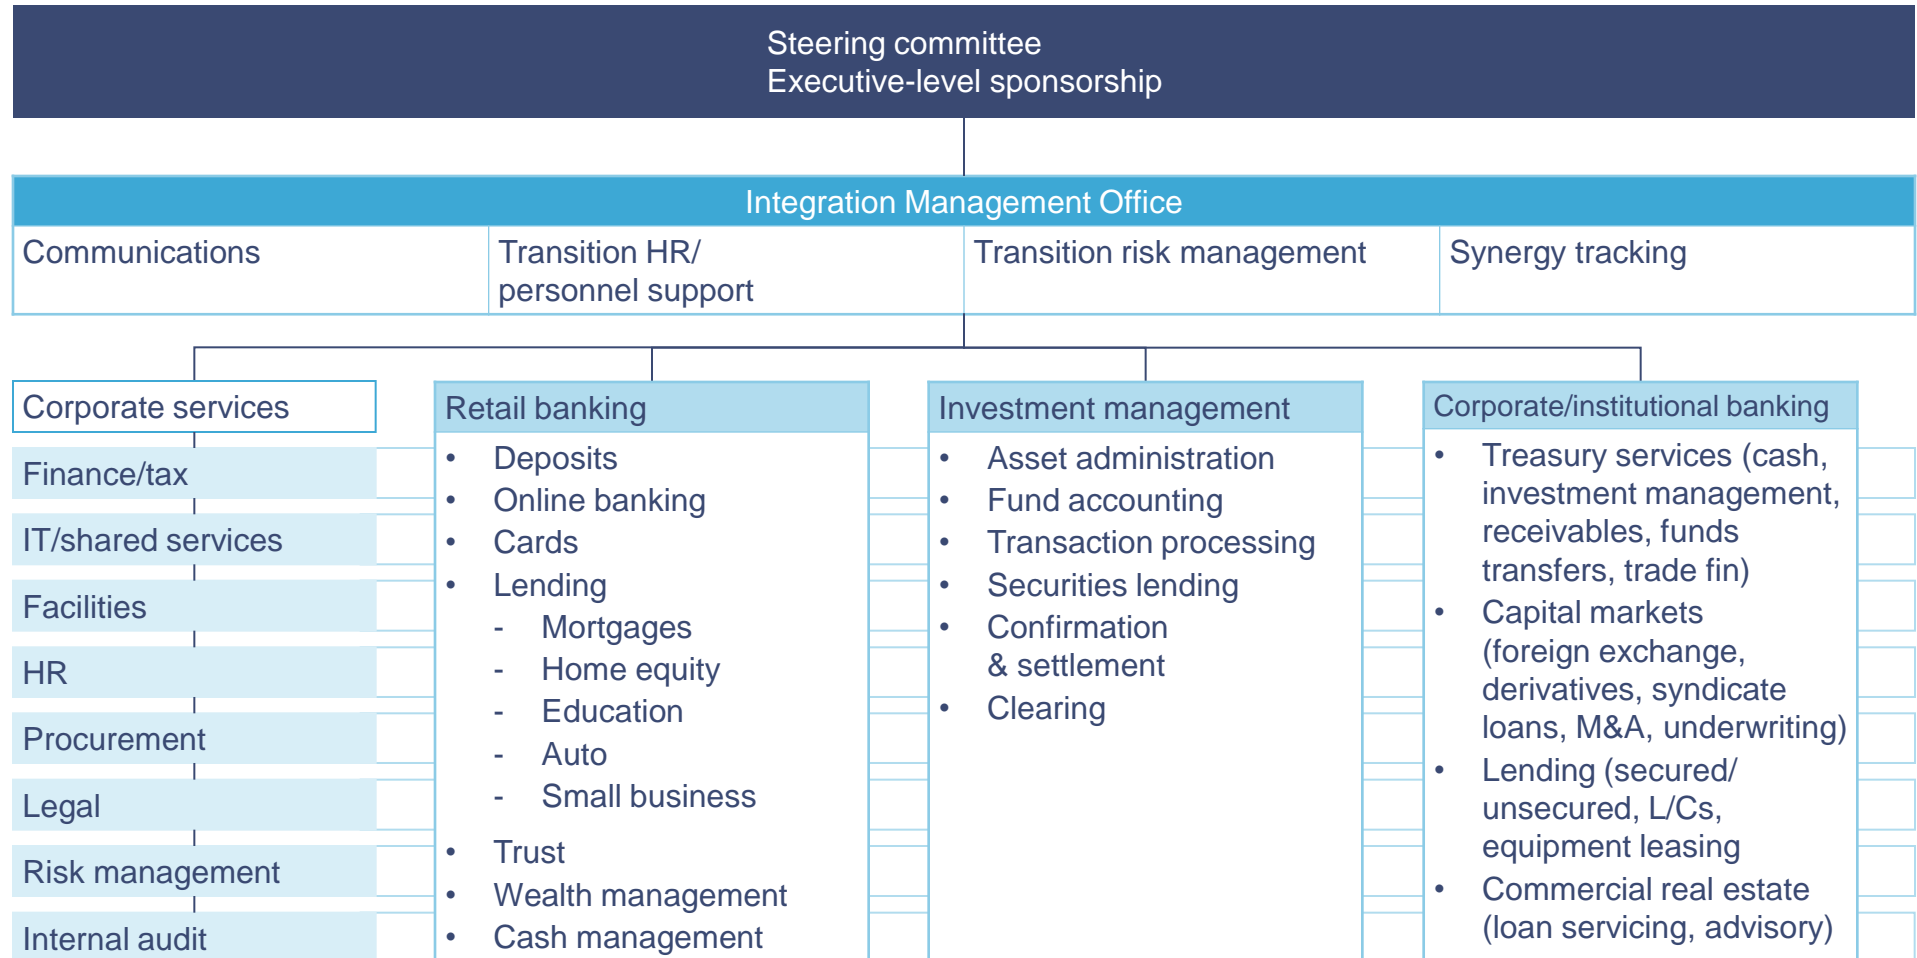 Steering committee
Executive-level sponsorship
Integration Management Office
Communications
Transition HR/
personnel support
Transition risk management
Synergy tracking
Corporate services
Finance/tax
IT/shared services
Facilities
HR
Procurement
Legal
Risk management
Internal audit
Retail banking
• Deposits
• Online banking
• Cards
• Lending
- Mortgages
- Home equity
- Education
- Auto
- Small business
• Trust
• Wealth management
• Cash management
Investment management
• Asset administration
• Fund accounting
• Transaction processing
• Securities lending
• Confirmation
& settlement
• Clearing
Corporate/institutional banking
• Treasury services (cash,
investment management,
receivables, funds
transfers, trade fin)
• Capital markets
(foreign exchange,
derivatives, syndicate
loans, M&A, underwriting)
• Lending (secured/
unsecured, L/Cs,
equipment leasing
• Commercial real estate
(loan servicing, advisory)